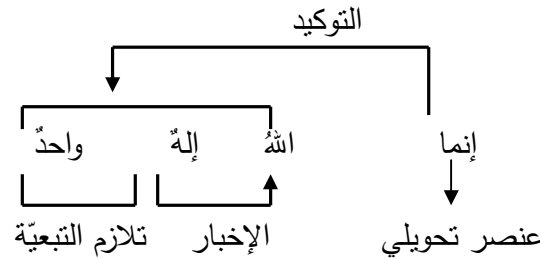 التوكيد
إنما اللهُ إلهٌ واحدٌ
عنصر تحويلي الإخبار تلازم التبعيّة